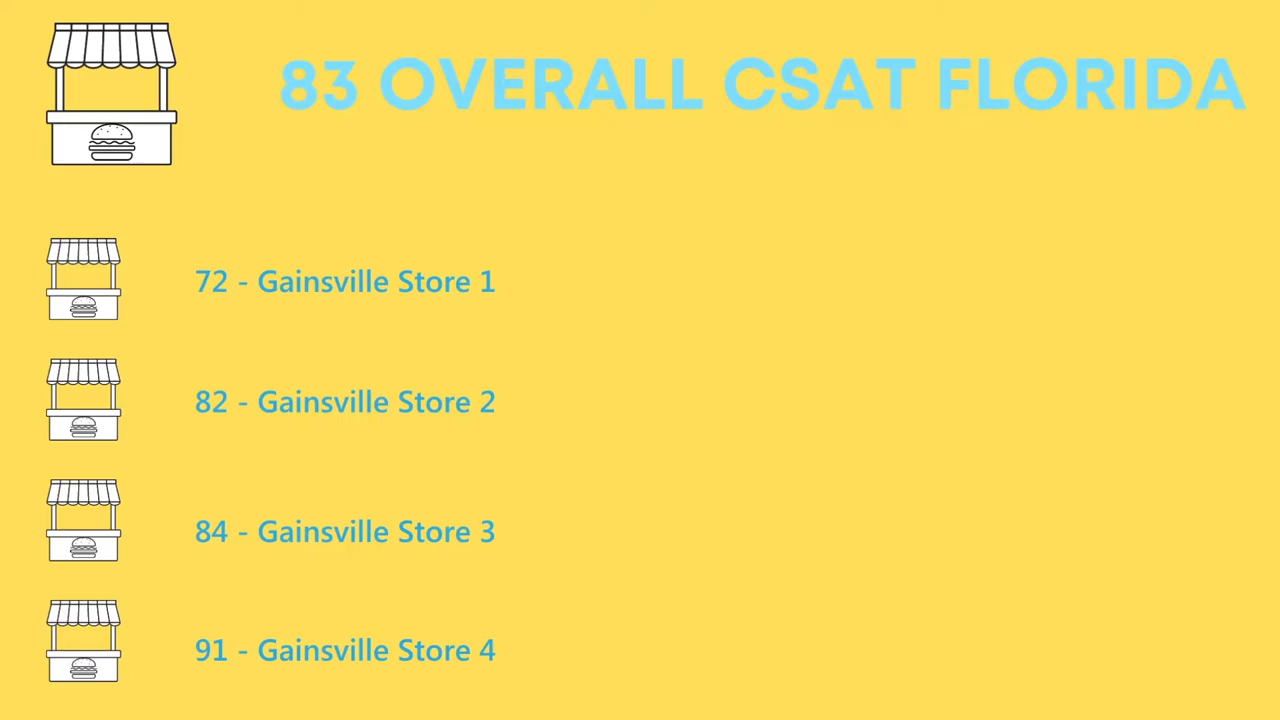 83 OVERALL CSAT FLORIDA
72 - Gainsville Store 1
82 - Gainsville Store 2
84 - Gainsville Store 3
91 - Gainsville Store 4